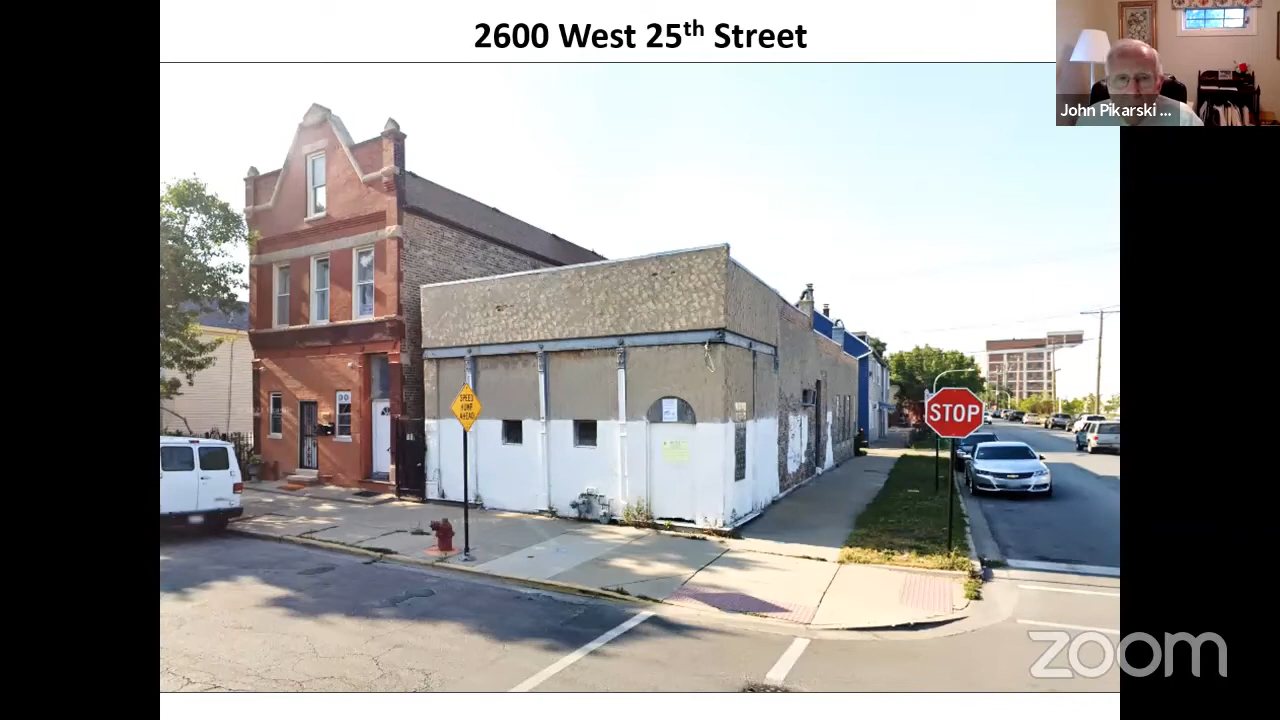 2600 West 25th Street
John Pikarski ...
SPEED
HUMP
AHEAD
STOP
zoom